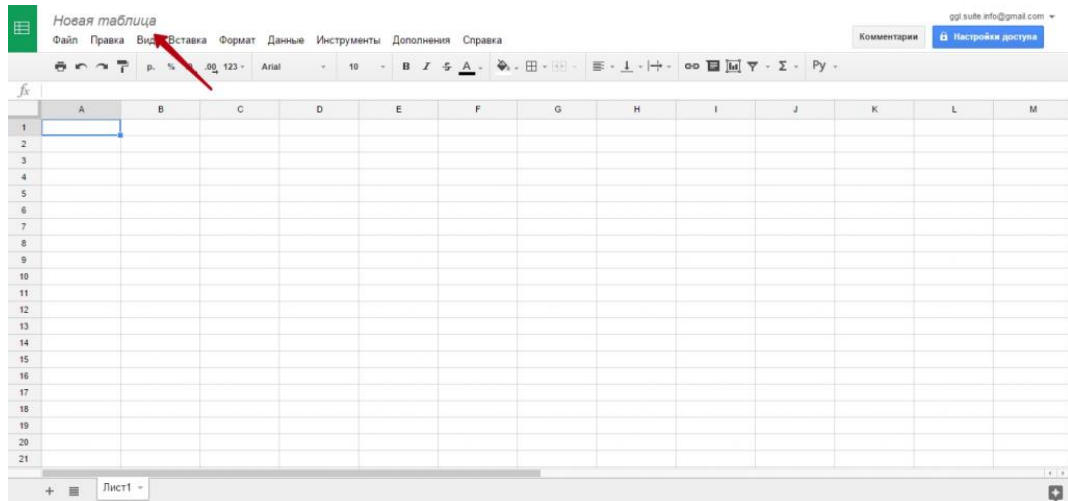 Новая таблица
ggl.suite.info@gmail.com
Файл Правка Вид Вставка Формат Данные Инструменты Дополнения Справка
Комментарии Настройки доступа
р. % .00 123 Arial 10 B I S A Σ Ру
fx
A B C D E F G H I J K L M
1
2
3
4
5
6
7
8
9
10
11
12
13
14
15
16
17
18
19
20
21
+ Лист1